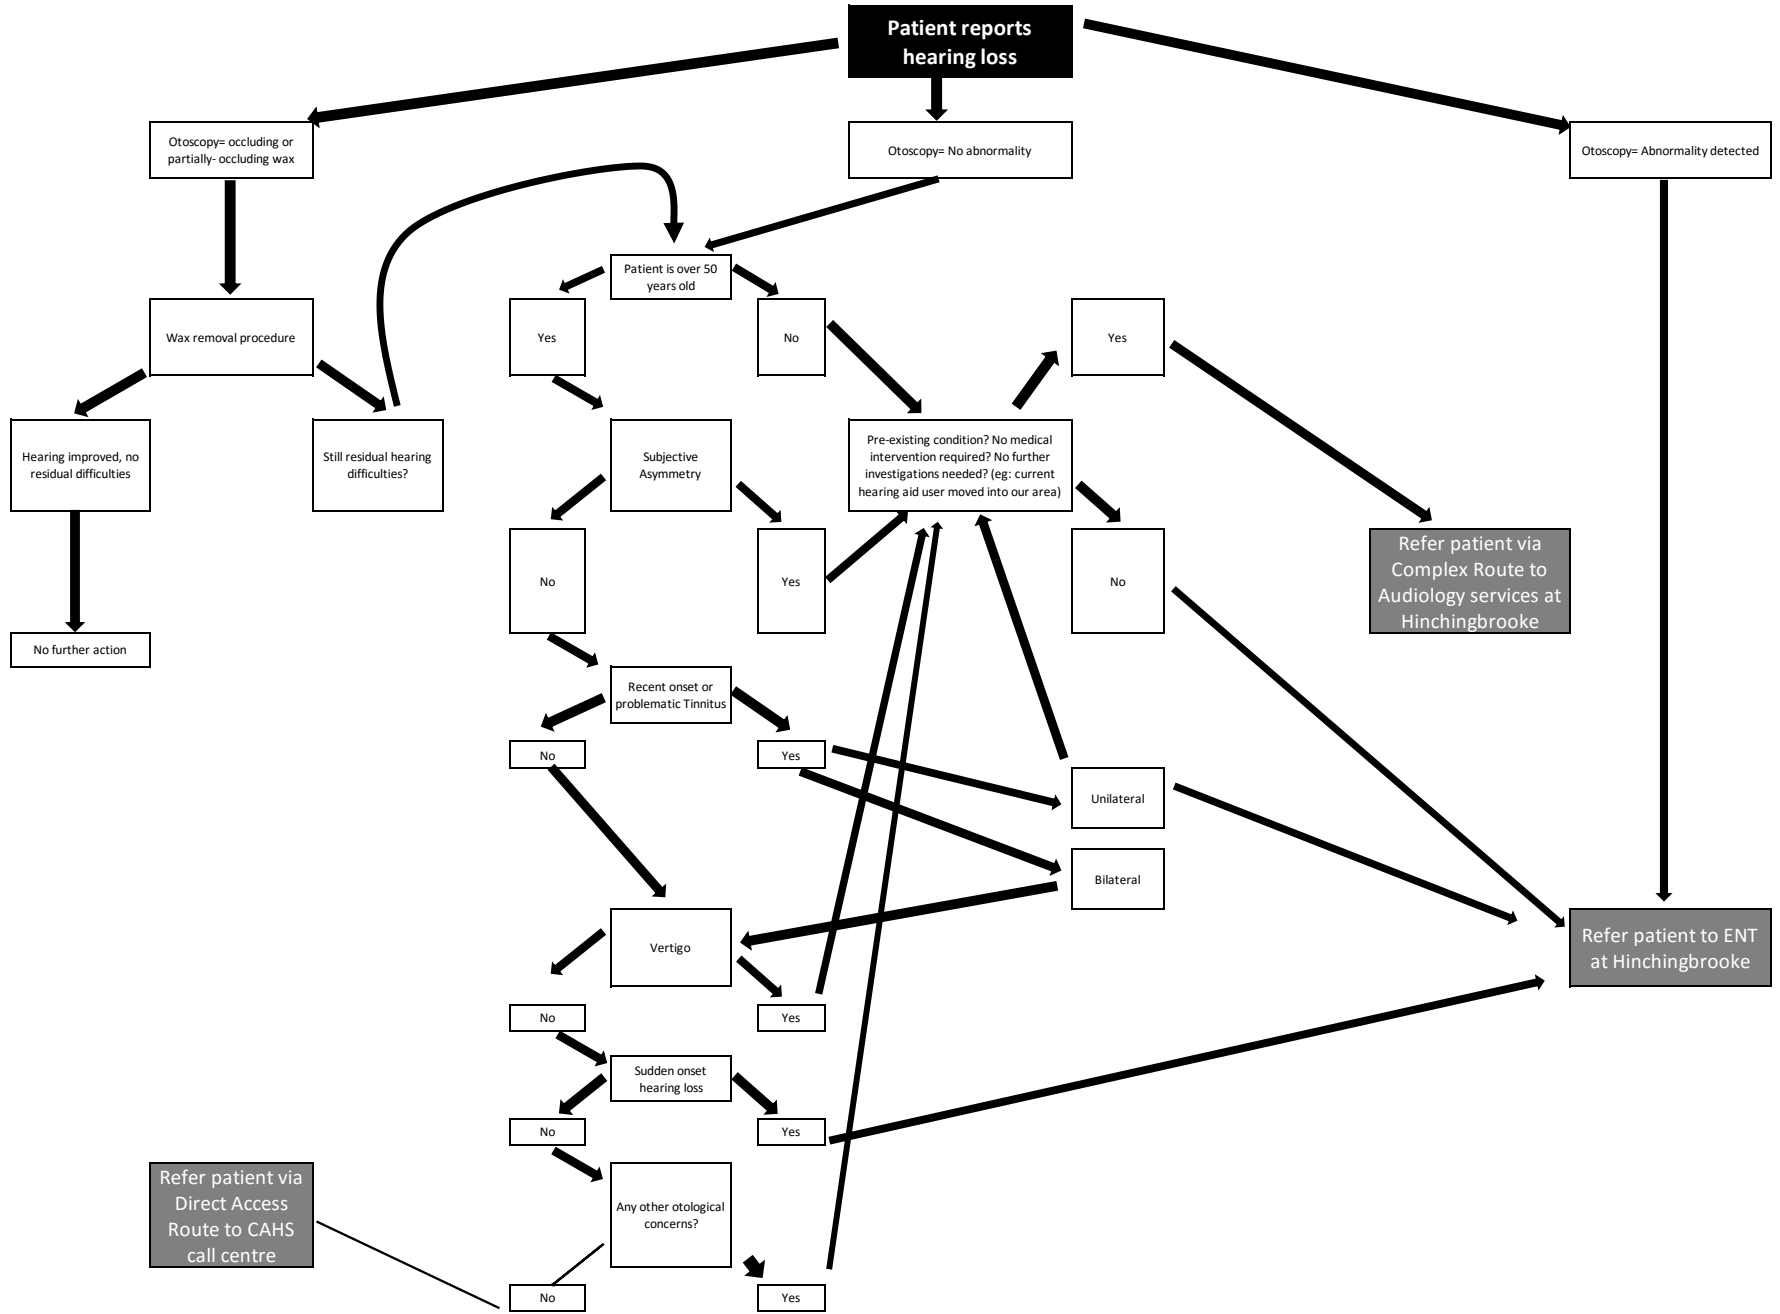 Patient reports
hearing loss
Otoscopy= occluding or
partially- occluding wax
Otoscopy= No abnormality
Otoscopy= Abnormality detected
Patient is over 50
years old
Wax removal procedure
Yes
No
Yes
Hearing improved, no
residual difficulties
Still residual hearing
difficulties?
Subjective
Asymmetry
Pre-existing condition? No medical
intervention required? No further
investigations needed? (eg: current
hearing aid user moved into our area)
No
Yes
No
Refer patient via
Complex Route to
Audiology services at
Hinchingbrooke
No further action
Recent onset or
problematic Tinnitus
No
Yes
Unilateral
Bilateral
Vertigo
Refer patient to ENT
at Hinchingbrooke
No
Yes
Sudden onset
hearing loss
No
Yes
Refer patient via
Direct Access
Route to CAHS
call centre
Any other otological
concerns?
No
Yes